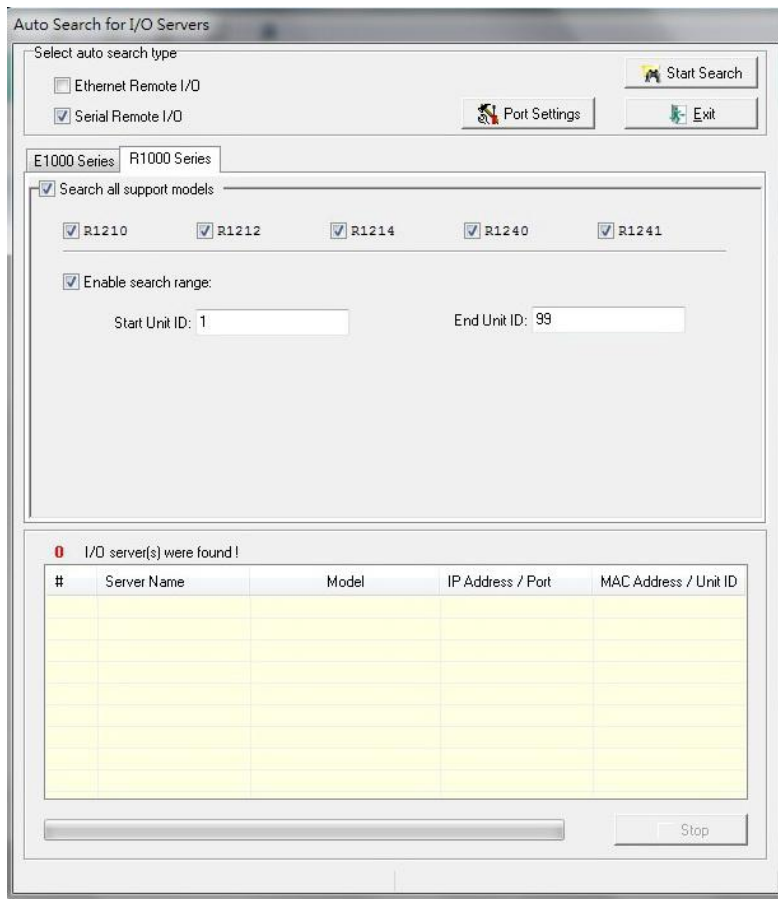 Auto Search for I/O Servers
Select auto search type
Ethernet Remote I/O
Start Search
Serial Remote I/O
Port Settings
Exit
E1000 Series
R1000 Series
Search all support models
R1210 R1212 R1214 R1240 R1241
Enable search range:
Start Unit ID: 1
End Unit ID: 99
0 I/O server(s) were found !
# Server Name Model IP Address / Port MAC Address / Unit ID
Stop